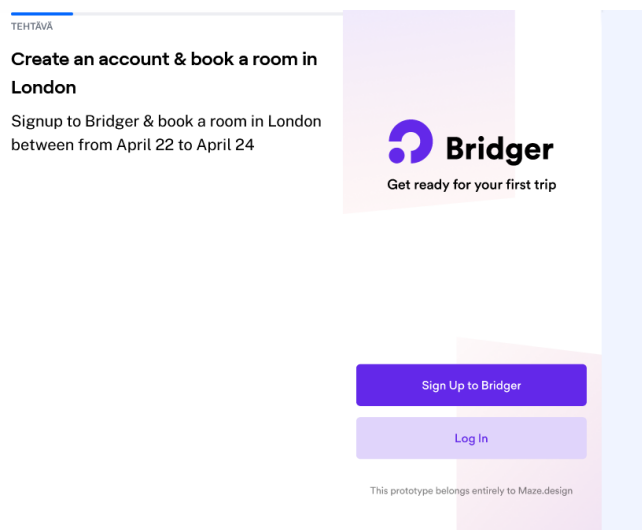 TEHTÄVÄ
Create an account & book a room in
London
Signup to Bridger & book a room in London
between from April 22 to April 24
Bridger
Get ready for your first trip
Sign Up to Bridger
Log In
This prototype belongs entirely to Maze.design